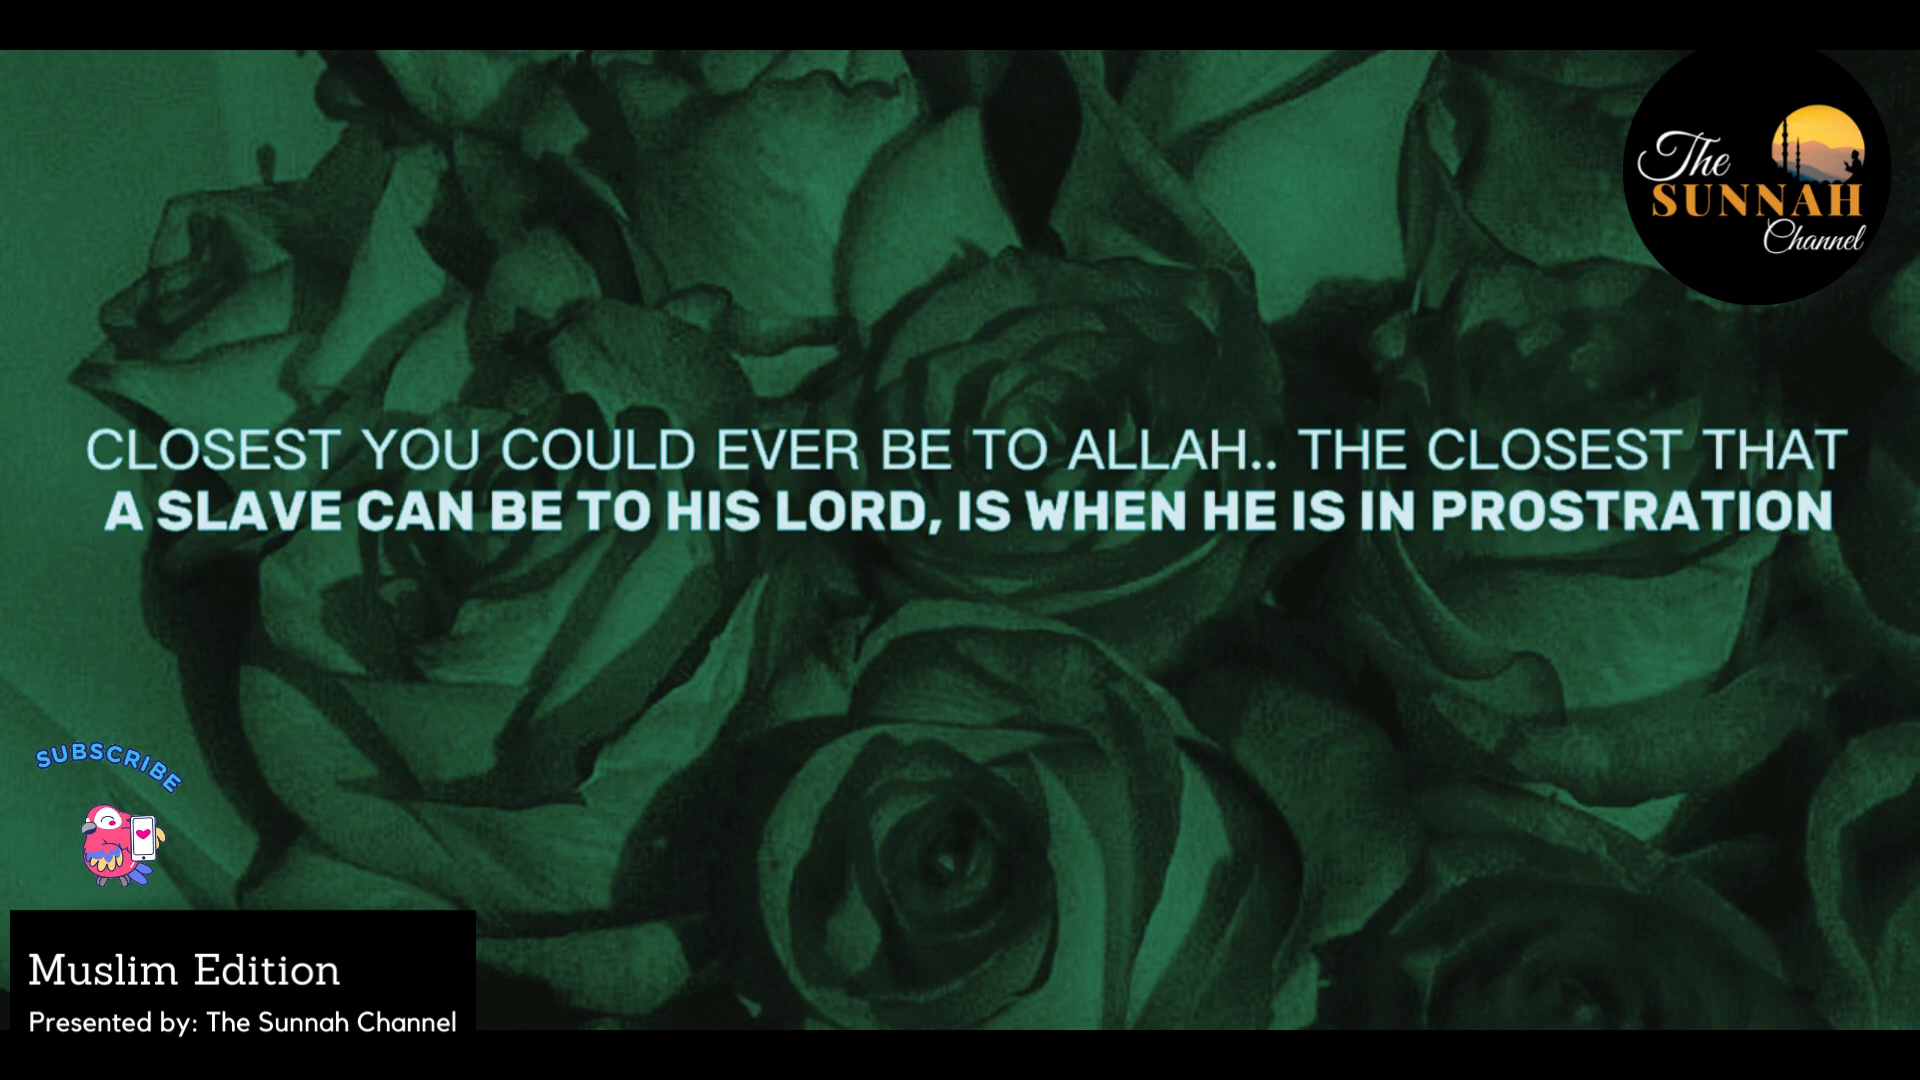 The
SUNNAH
Channel
CLOSEST YOU COULD EVER BE TO ALLAH.. THE CLOSEST THAT
A SLAVE CAN BE TO HIS LORD, IS WHEN HE IS IN PROSTRATION
SUBSCRIBE
Muslim Edition
Presented by: The Sunnah Channel